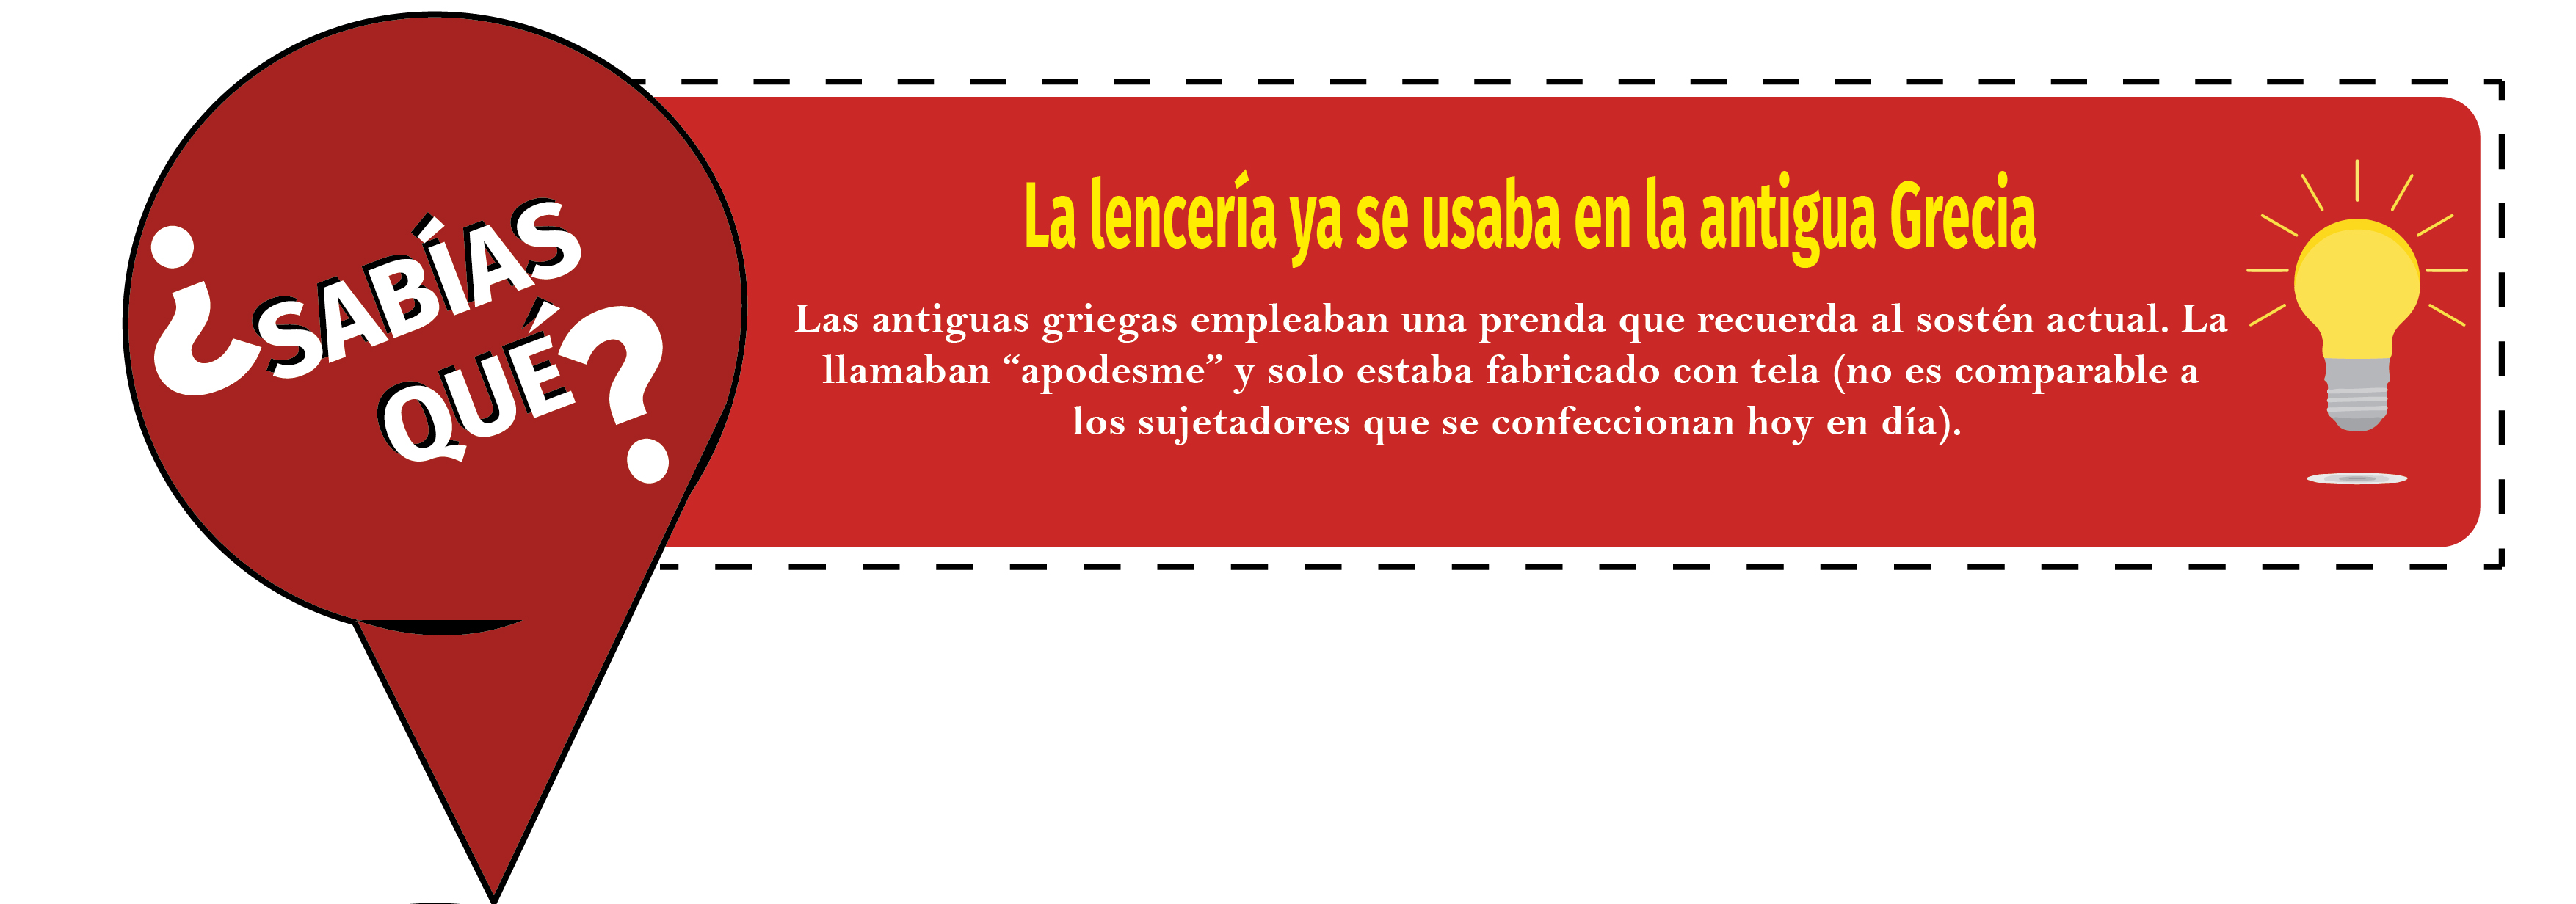 ¿SABÍAS
QUÉ?
La lencería ya se usaba en la antigua Grecia
Las antiguas griegas empleaban una prenda que recuerda al sostén actual. La
llamaban “apodesme” y solo estaba fabricado con tela (no es comparable a
los sujetadores que se confeccionan hoy en día).